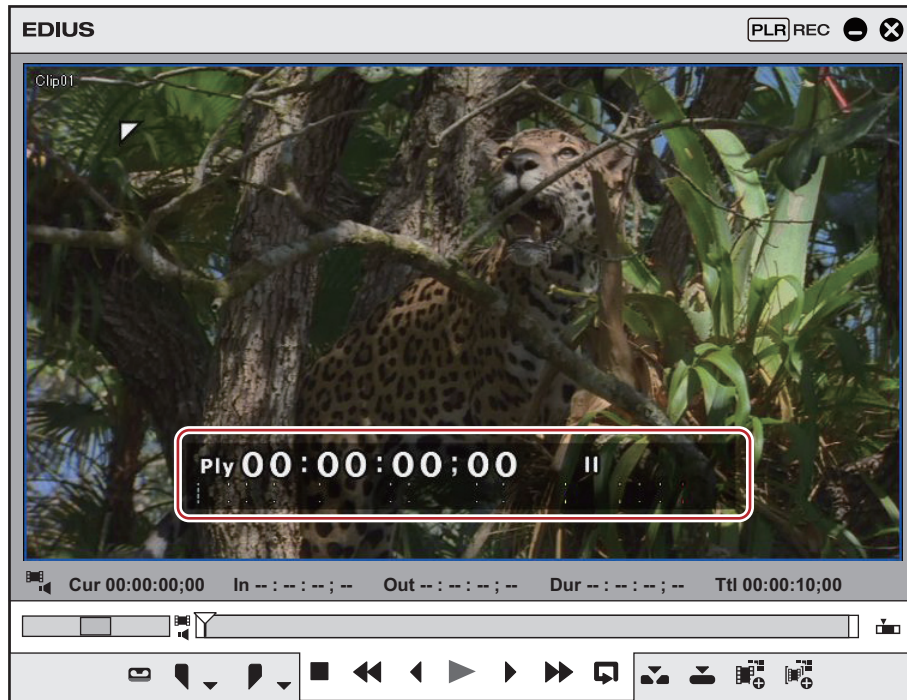 EDIUS
PLR REC
Clip01
Ply 00:00:00;00
Cur 00:00:00;00 In -- : -- : -- ; -- Out -- : -- : -- ; -- Dur -- : -- : -- ; -- Ttl 00:00:10;00